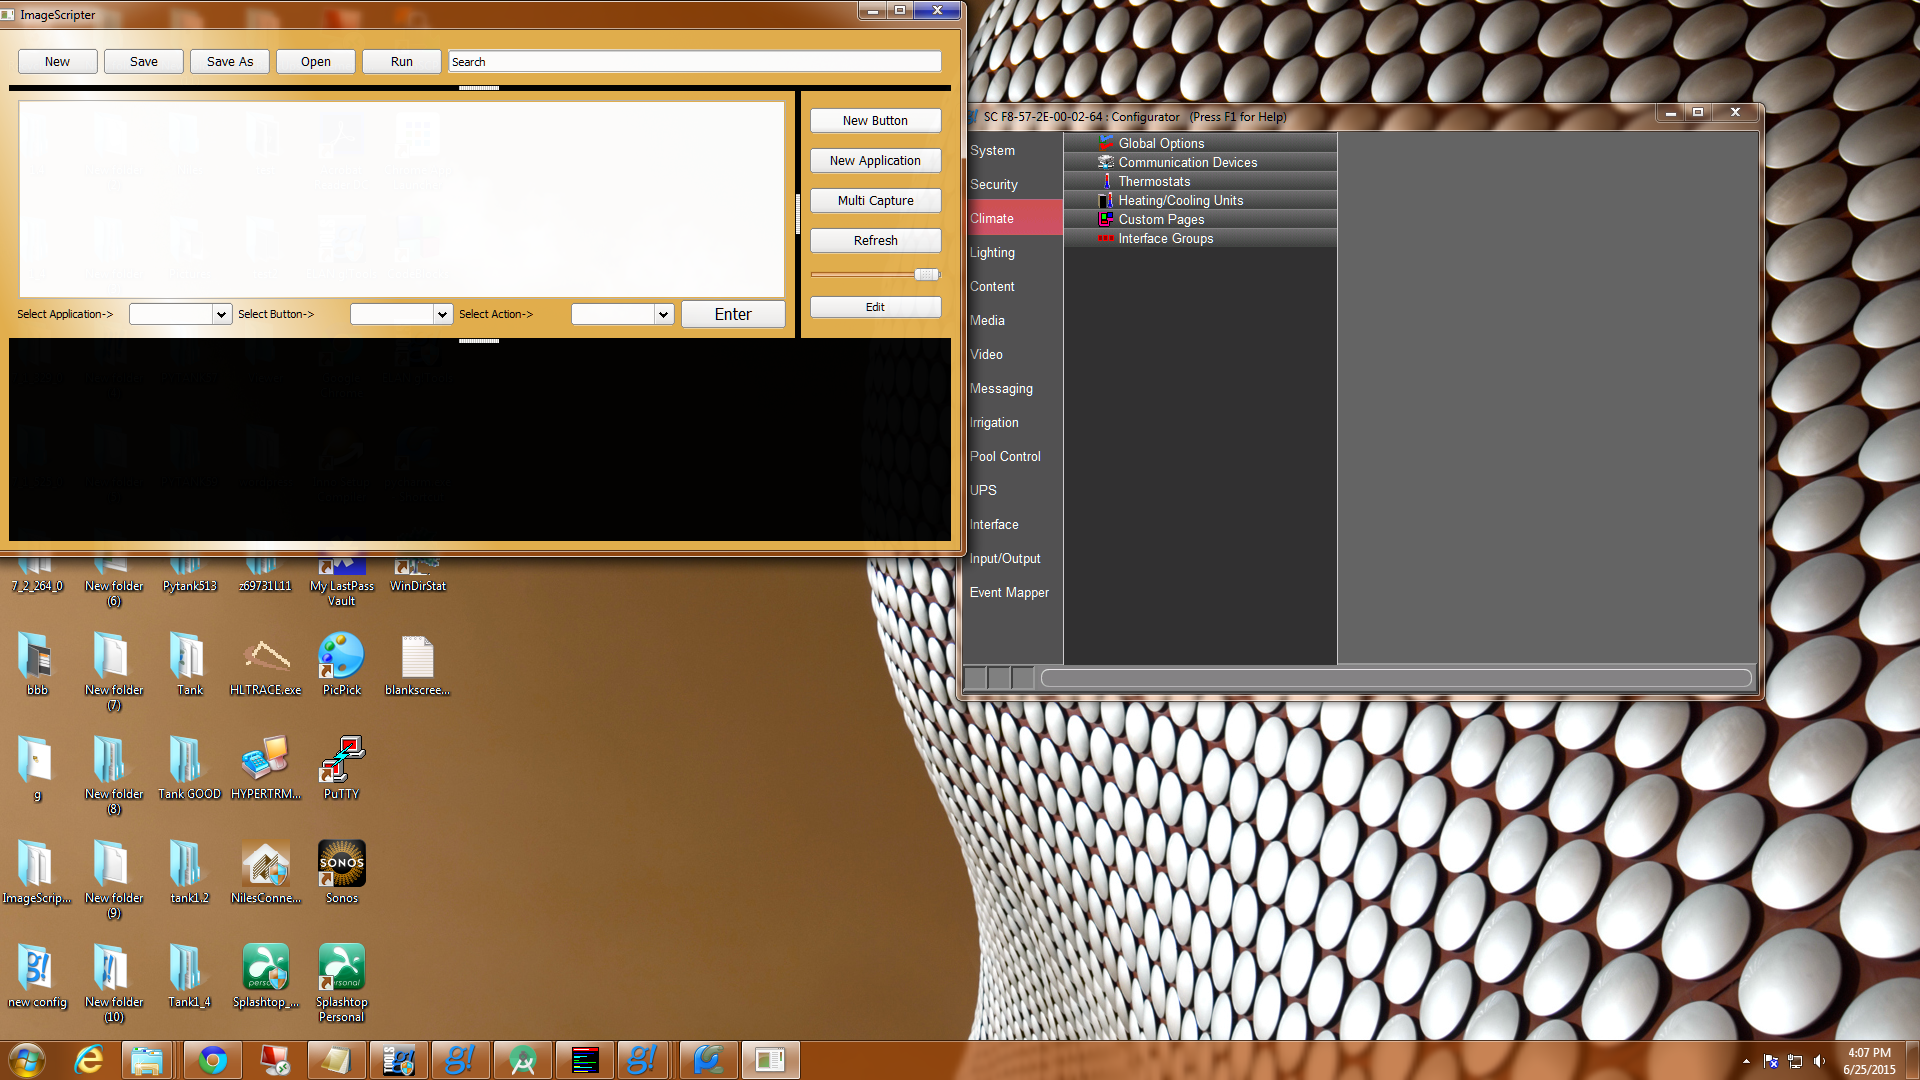 ImageScripter
New
Save
Save As
Open
Run
Search
New Button
New Application
Multi Capture
Refresh
Edit
Select Application->
Select Button->
Select Action->
Enter
SC F8-57-2E-00-02-64 : Configurator (Press F1 for Help)
System
Security
Climate
Lighting
Content
Media
Video
Messaging
Irrigation
Pool Control
UPS
Interface
Input/Output
Event Mapper
Global Options
Communication Devices
Thermostats
Heating/Cooling Units
Custom Pages
Interface Groups
7_2_264_0
New folder
(6)
Pytank513
z69731L11
My LastPass
Vault
WinDirStat
bbb
New folder
(7)
Tank
HLTRACE.exe
PicPick
blankscree...
g
New folder
(8)
Tank GOOD
HYPERTRM...
PuTTY
ImageScrip...
New folder
(9)
tank1.2
NilesConne...
SONOS
Sonos
new config
New folder
(10)
Tank1_4
Splashtop_...
Splashtop
Personal
4:07 PM
6/25/2015